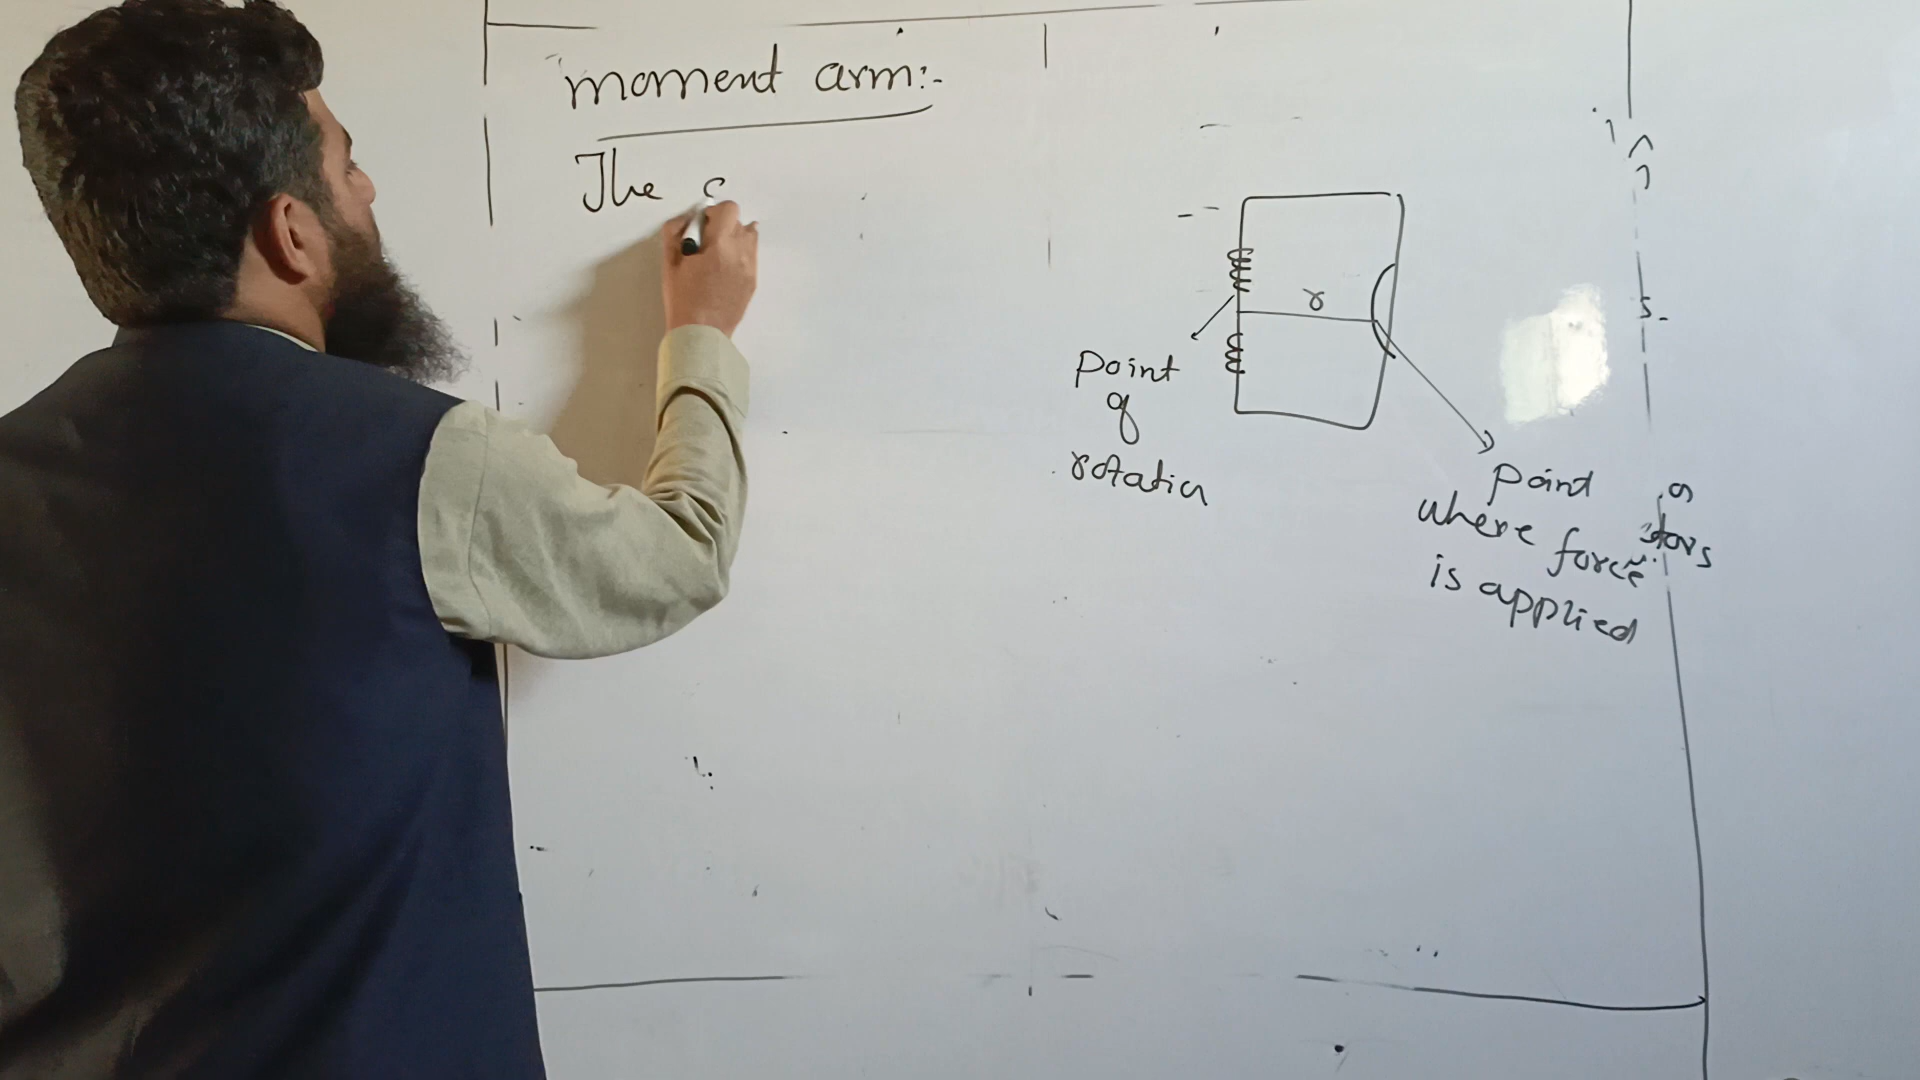 moment arm:-
The
r
point
of
rotation
point
where force
is applied